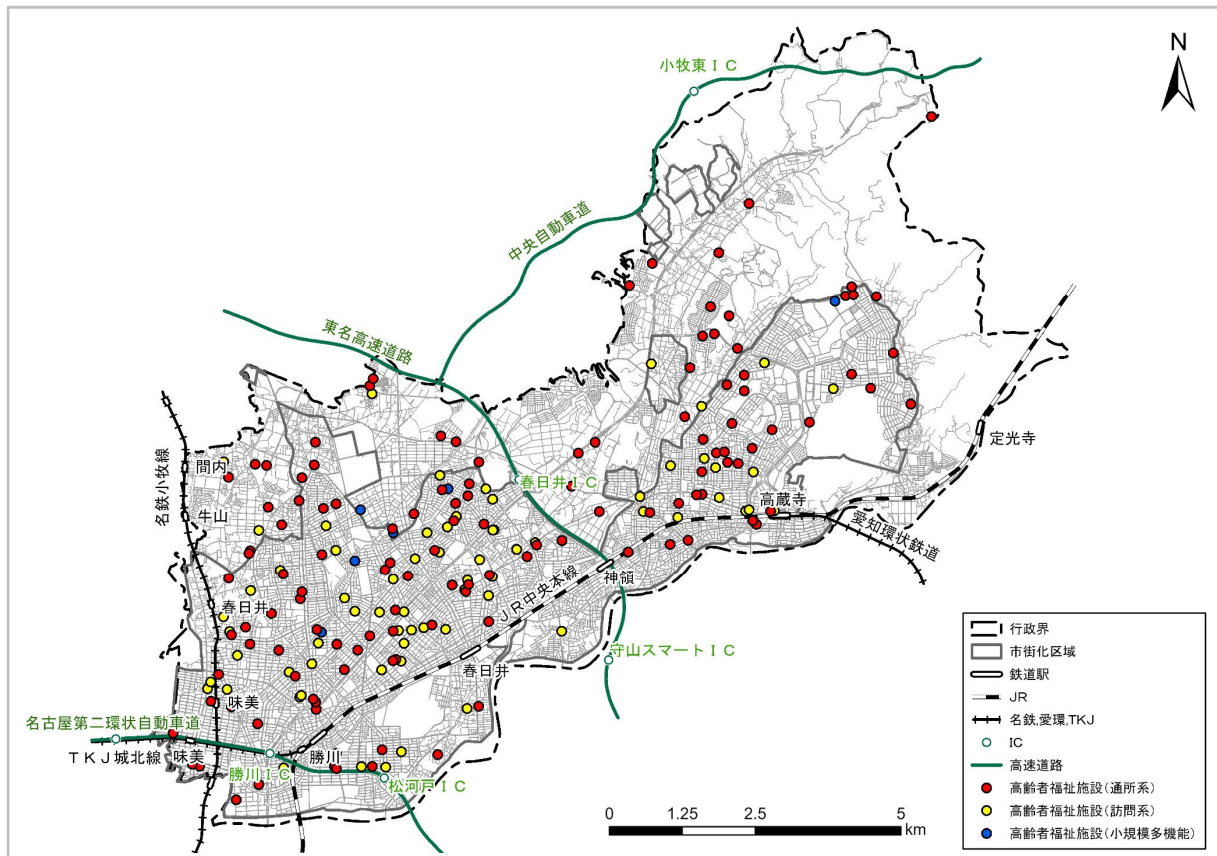 N
小牧東ＩＣ
中央自動車道
東名高速道路
名鉄小牧線
間内
牛山
春日井ＩＣ
定光寺
高蔵寺
愛知環状鉄道
神領
ＪＲ中央本線
春日井
守山スマートＩＣ
春日井
味美
名古屋第二環状自動車道
ＴＫＪ城北線
味美
勝川
勝川ＩＣ
松河戸ＩＣ
0 1.25 2.5 5
km
行政界
市街化区域
鉄道駅
JR
名鉄,愛環,TKJ
IC
高速道路
高齢者福祉施設(通所系)
高齢者福祉施設(訪問系)
高齢者福祉施設(小規模多機能)